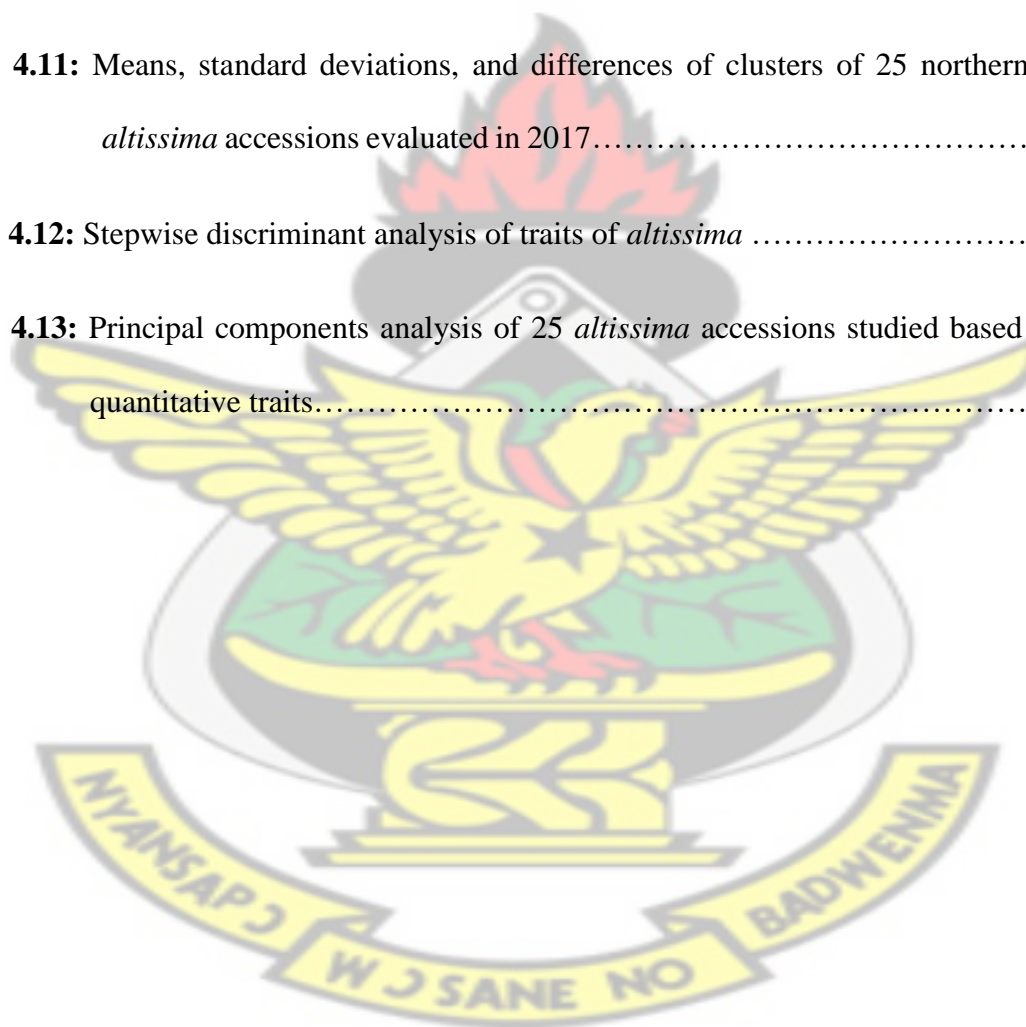 4.11: Means, standard deviations, and differences of clusters of 25 northern
altissima accessions evaluated in 2017……………………………………
4.12: Stepwise discriminant analysis of traits of altissima ………………………
4.13: Principal components analysis of 25 altissima accessions studied based
quantitative traits…………………………………………………………………
NYANSAPƆ
WƆSANE NO
BADWENMA